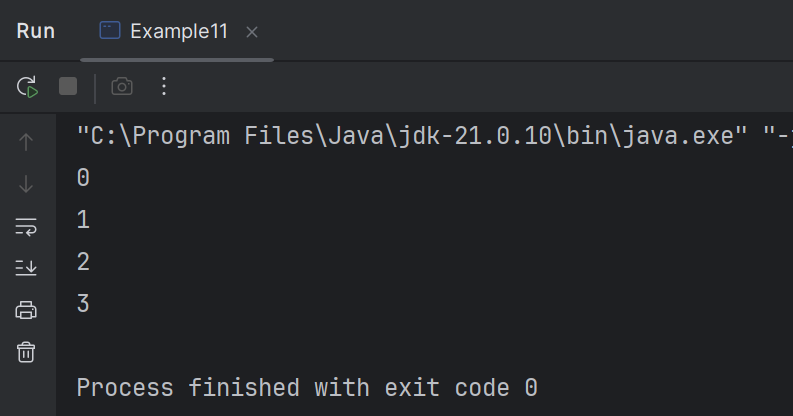 Run Example11
"C:\Program Files\Java\jdk-21.0.10\bin\java.exe" "-
0
1
2
3
Process finished with exit code 0